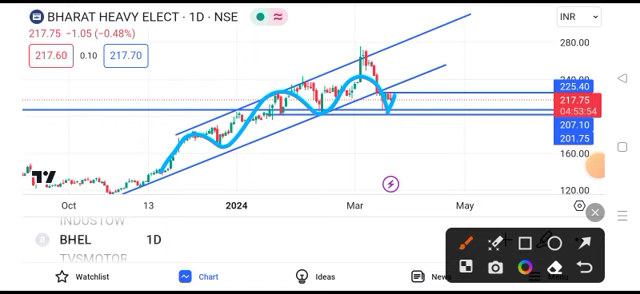 BHARAT HEAVY ELECT · 1D · NSE
INR
217.75 −1.05 (−0.48%)
217.60 0.10 217.70
280.00
240.00
225.40
217.75
04:53:54
207.10
201.75
160.00
120.00
Oct 13 2024 Mar May
INDUSTOW
BHEL 1D
TVSMOTOR
Watchlist Chart Ideas News Menu